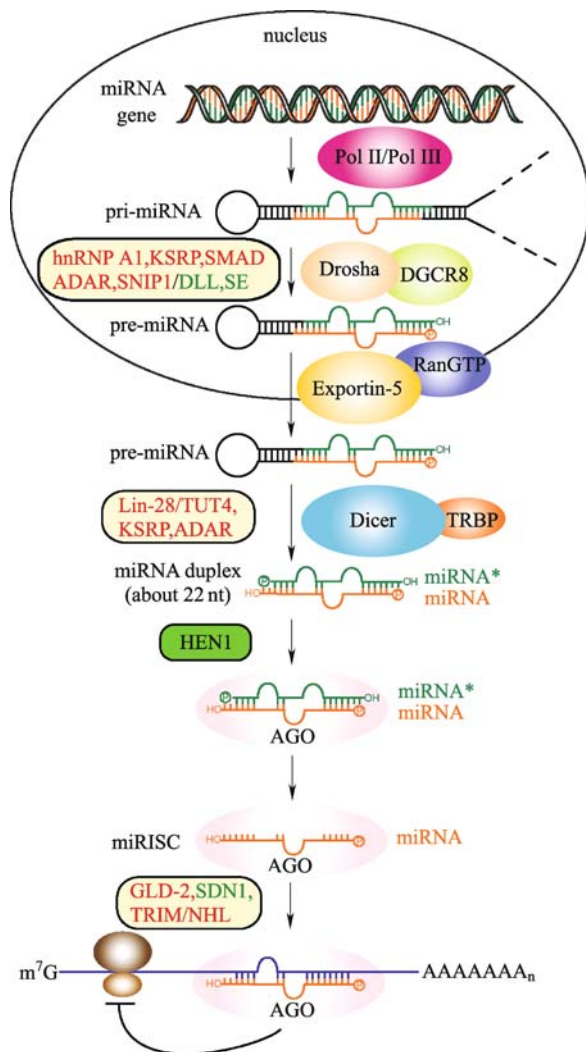 nucleus
miRNA
gene
Pol II/Pol III
pri-miRNA
hnRNP A1,KSRP,SMAD
ADAR,SNIP1/DLL,SE
Drosha
DGCR8
pre-miRNA
OH
P
RanGTP
Exportin-5
pre-miRNA
OH
P
Lin-28/TUT4,
KSRP,ADAR
Dicer
TRBP
miRNA duplex
(about 22 nt)
P
OH
HO
P
miRNA*
miRNA
HEN1
P
OH
HO
P
miRNA*
miRNA
AGO
miRISC
HO
P
miRNA
AGO
GLD-2,SDN1,
TRIM/NHL
m⁷G
AAAAAAAₙ
HO
P
AGO